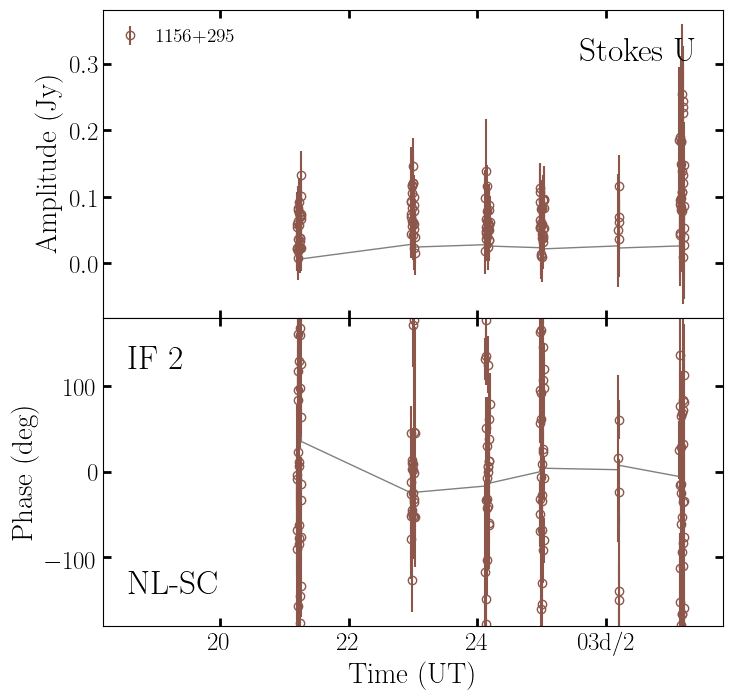 1156+295
Stokes U
0.3
0.2
0.1
0.0
Amplitude (Jy)
IF 2
100
0
−100
Phase (deg)
NL-SC
20 22 24 03d/2
Time (UT)